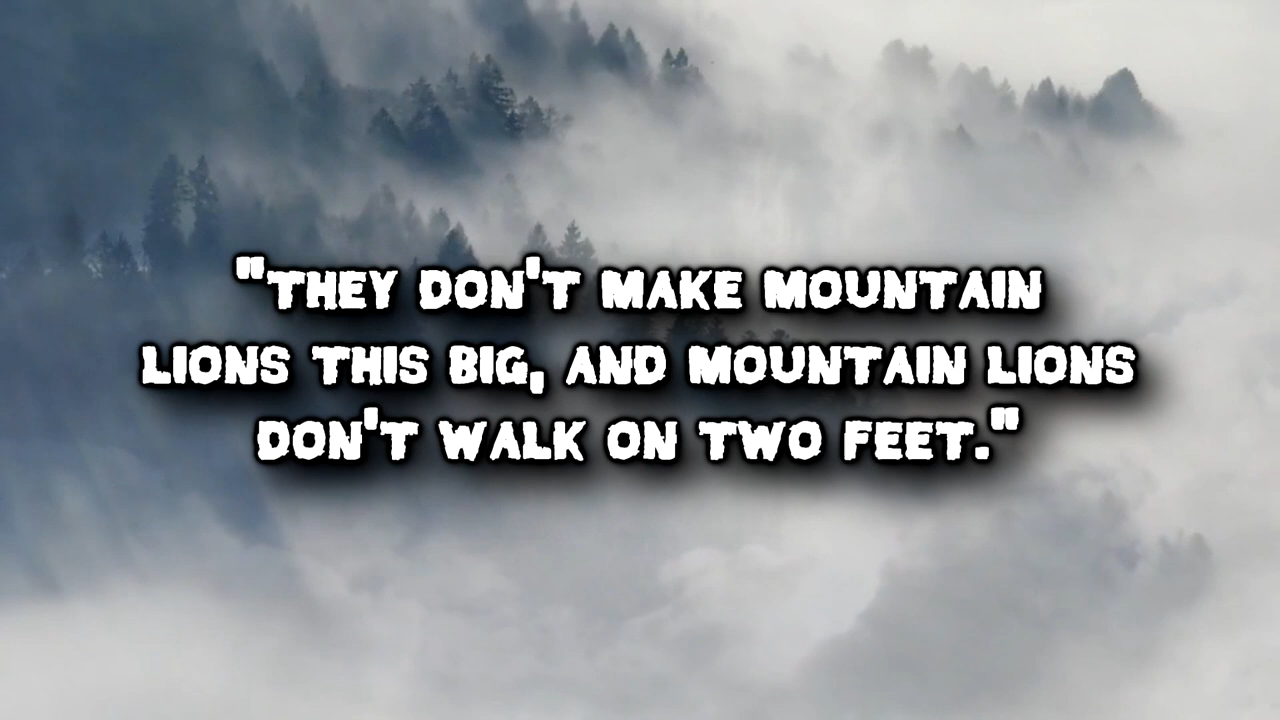 "THEY DON'T MAKE MOUNTAIN
LIONS THIS BIG, AND MOUNTAIN LIONS
DON'T WALK ON TWO FEET."